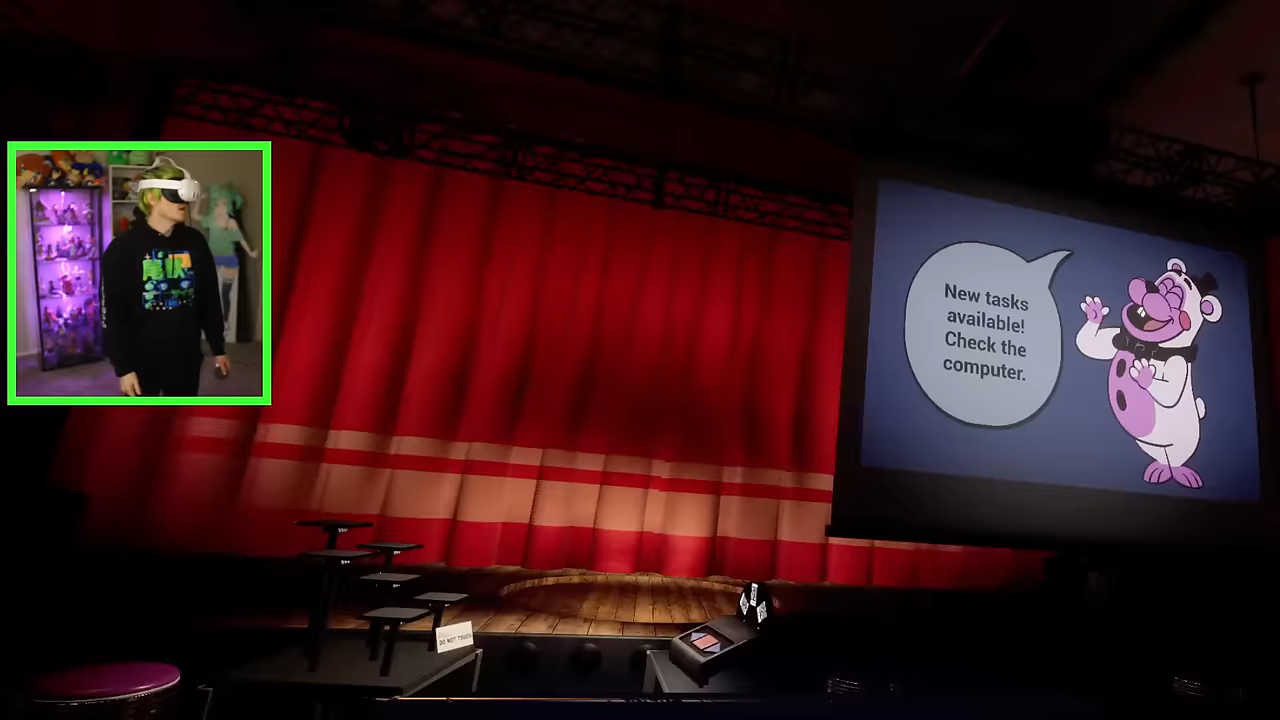 New tasks
available!
Check the
computer.
DO NOT TOUCH